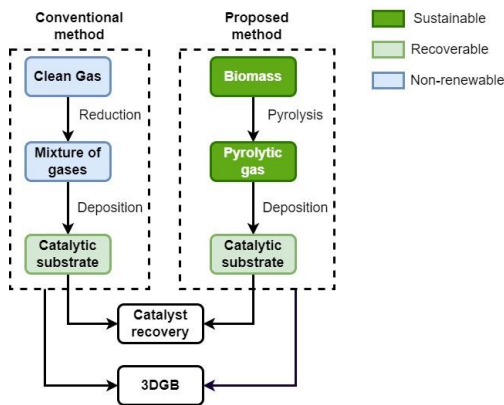 Conventional
method
Proposed
method
Sustainable
Recoverable
Non-renewable
Clean Gas
Biomass
Reduction
Pyrolysis
Mixture of
gases
Pyrolytic
gas
Deposition
Deposition
Catalytic
substrate
Catalytic
substrate
Catalyst
recovery
3DGB